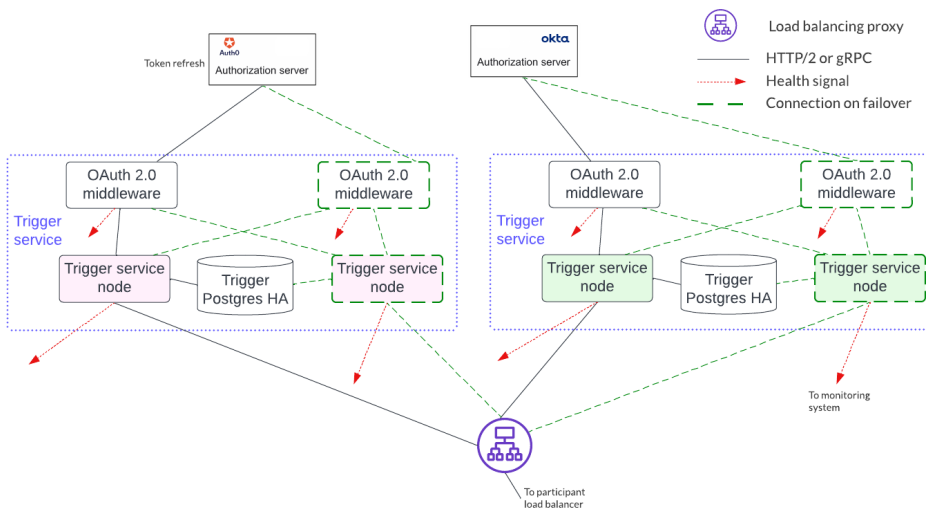 Load balancing proxy
HTTP/2 or gRPC
Health signal
Connection on failover
Token refresh
Auth0
Authorization server
okta
Authorization server
Trigger
service
OAuth 2.0
middleware
OAuth 2.0
middleware
Trigger service
node
Trigger
Postgres HA
Trigger service
node
Trigger
service
OAuth 2.0
middleware
OAuth 2.0
middleware
Trigger service
node
Trigger
Postgres HA
Trigger service
node
To monitoring
system
To participant
load balancer